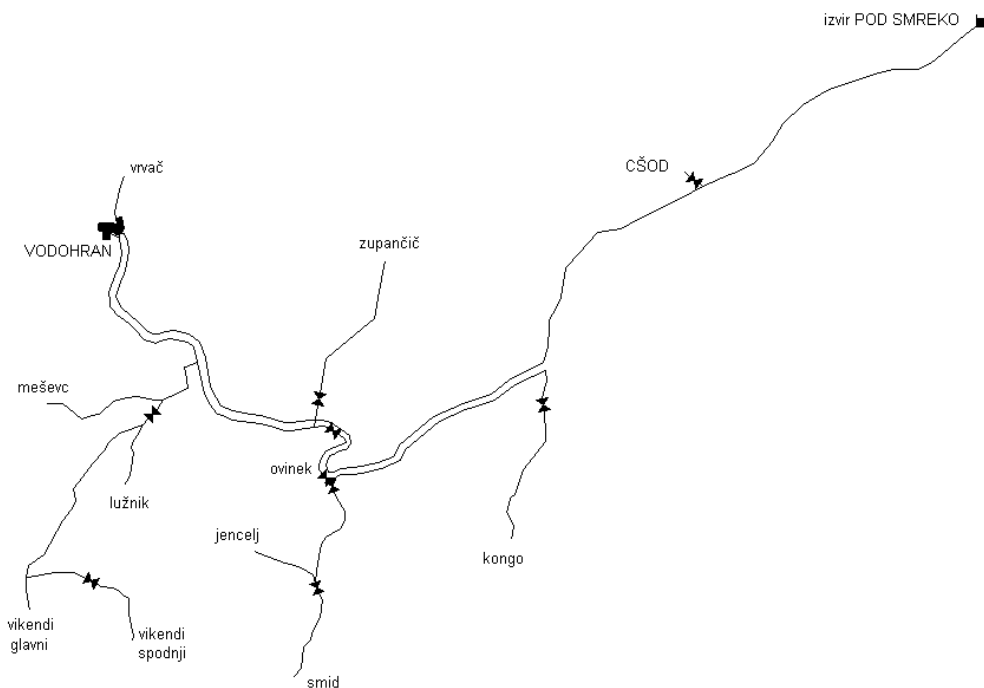 izvir POD SMREKO
CŠOD
vrvač
VODOHRAN
zupančič
meševc
ovinek
lužnik
jencelj
kongo
vikendi
glavni
vikendi
spodnji
smid